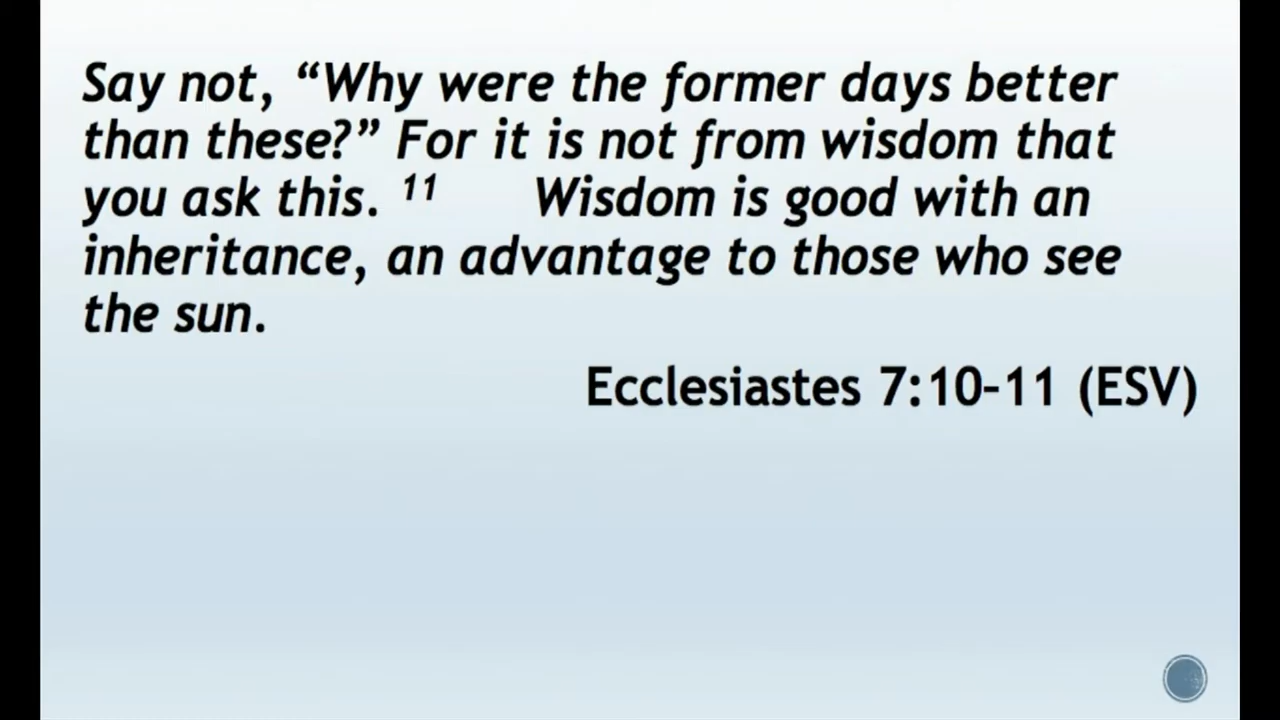 Say not, “Why were the former days better
than these?” For it is not from wisdom that
you ask this. ¹¹ Wisdom is good with an
inheritance, an advantage to those who see
the sun.
Ecclesiastes 7:10–11 (ESV)